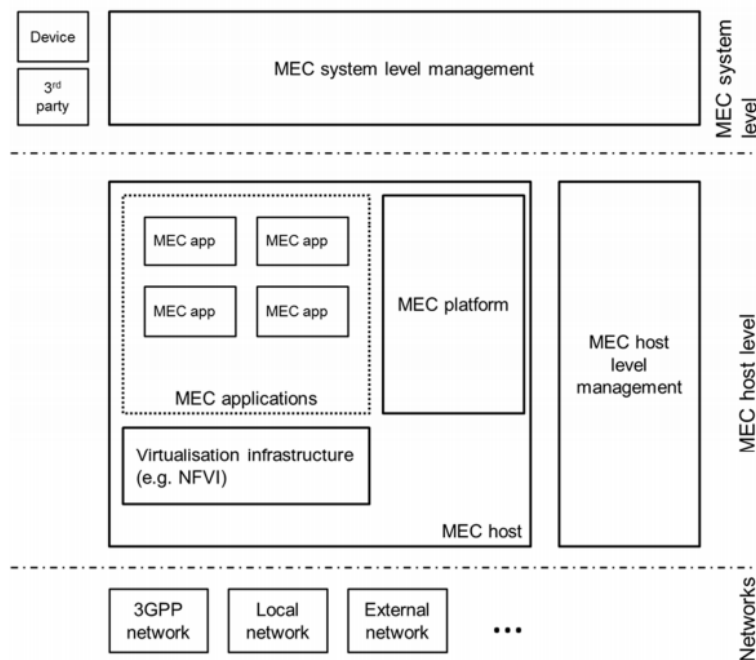 Device
3rd
party
MEC system level management
MEC system
level
MEC app
MEC app
MEC app
MEC app
MEC applications
MEC platform
Virtualisation infrastructure
(e.g. NFVI)
MEC host
MEC host
level
management
MEC host level
3GPP
network
Local
network
External
network
...
Networks